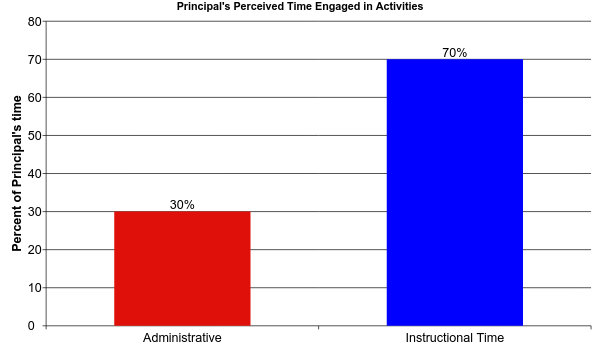 Principal's Perceived Time Engaged in Activities
Percent of Principal's time
80
70
60
50
40
30
20
10
0
30%
70%
Administrative
Instructional Time